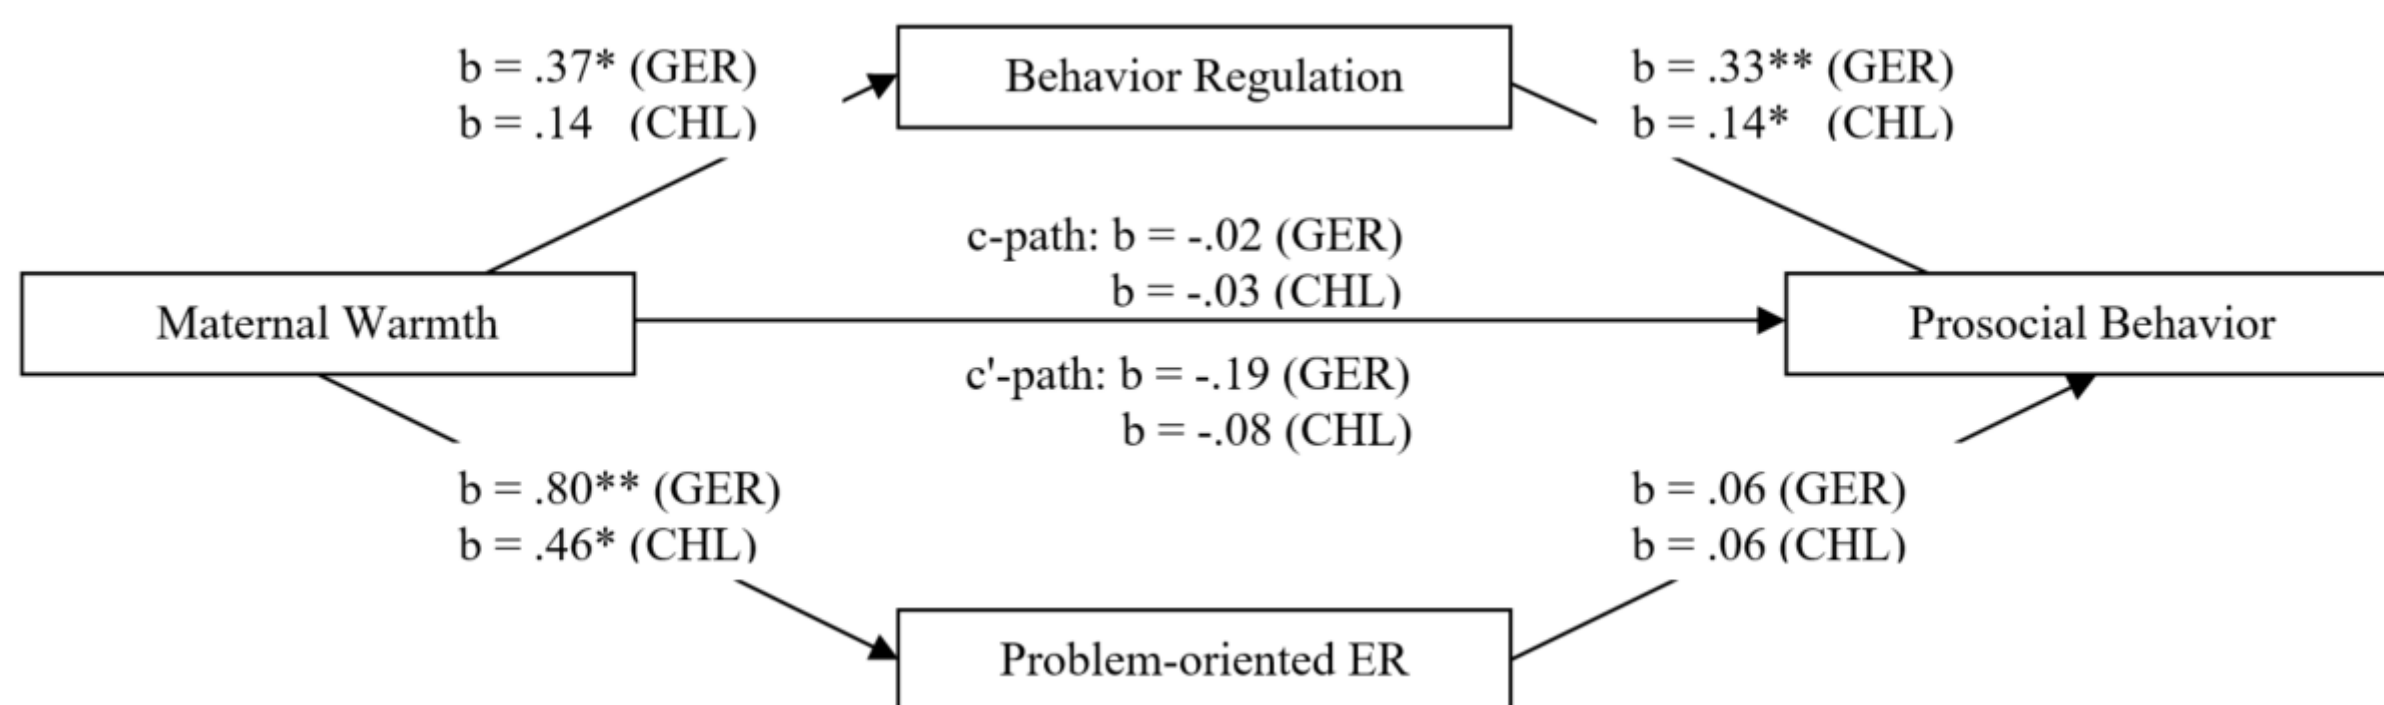 b = .37* (GER)
b = .14 (CHL)
Behavior Regulation
b = .33** (GER)
b = .14* (CHL)
c-path: b = -.02 (GER)
b = -.03 (CHL)
Maternal Warmth
Prosocial Behavior
c'-path: b = -.19 (GER)
b = -.08 (CHL)
b = .80** (GER)
b = .46* (CHL)
b = .06 (GER)
b = .06 (CHL)
Problem-oriented ER